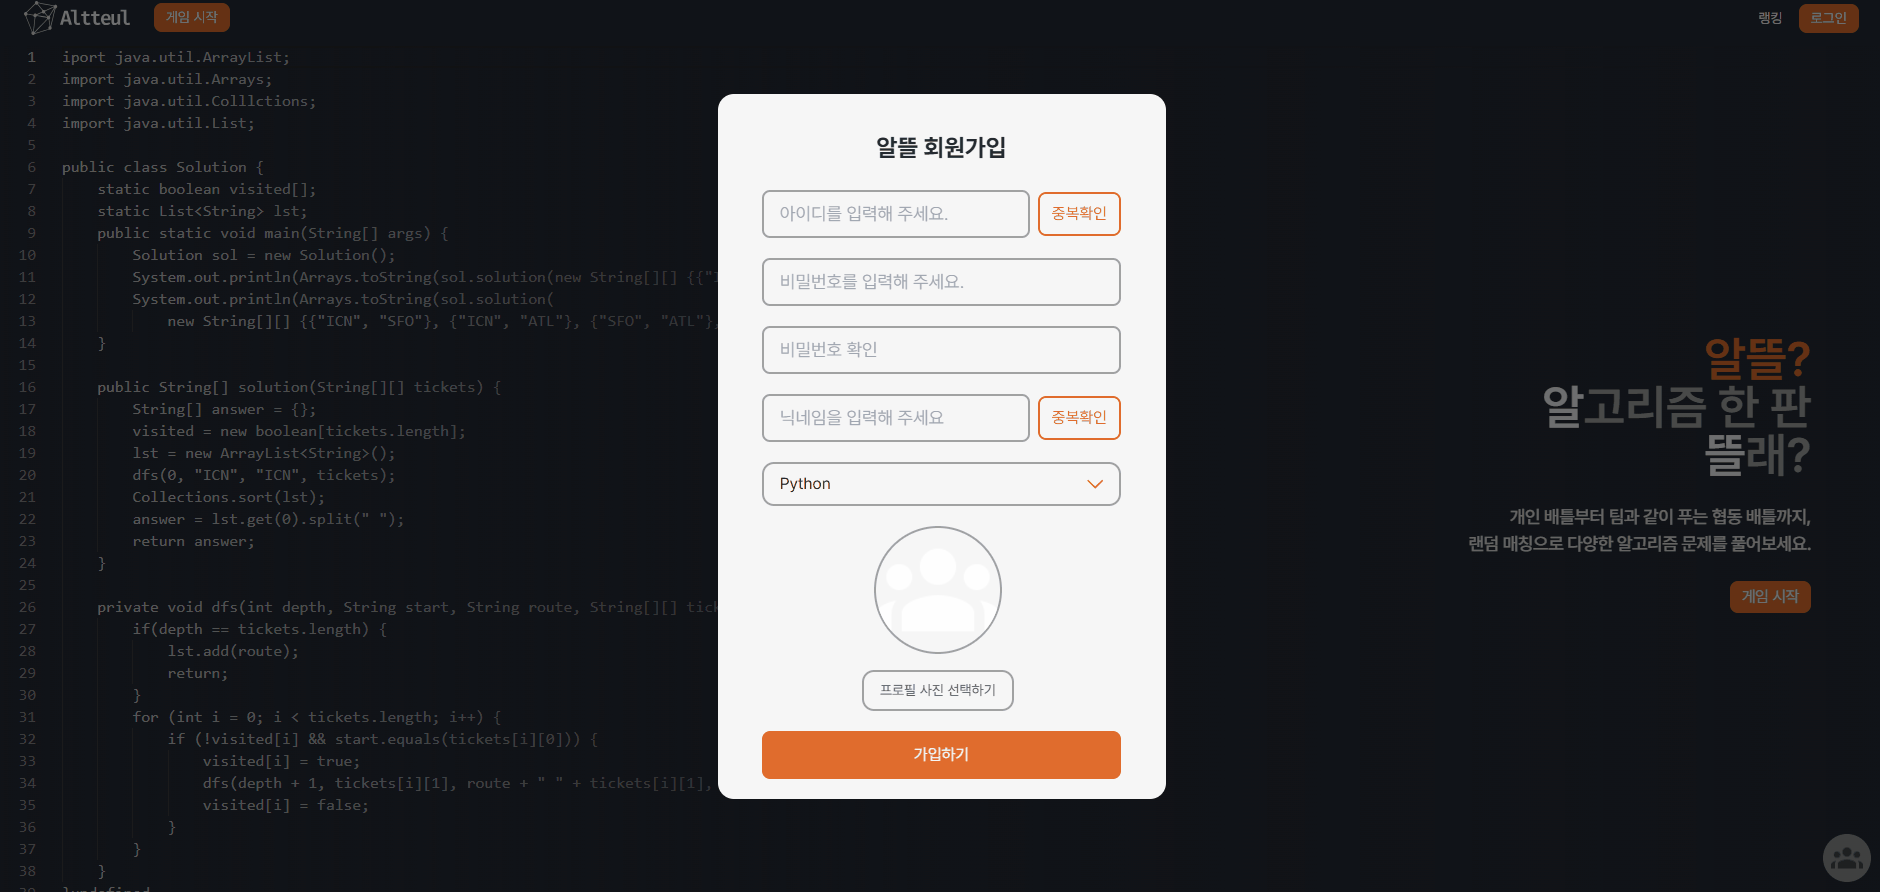 Altteul
게임 시작
랭킹
로그인
1 iport java.util.ArrayList;
2 import java.util.Arrays;
3 import java.util.Colllctions;
4 import java.util.List;
5
6 public class Solution {
7 static boolean visited[];
8 static List<String> lst;
9 public static void main(String[] args) {
10 Solution sol = new Solution();
11 System.out.println(Arrays.toString(sol.solution(new String[][] {{"I
12 System.out.println(Arrays.toString(sol.solution(
13 new String[][] {{"ICN", "SFO"}, {"ICN", "ATL"}, {"SFO", "ATL"},
14 }
15
16 public String[] solution(String[][] tickets) {
17 String[] answer = {};
18 visited = new boolean[tickets.length];
19 lst = new ArrayList<String>();
20 dfs(0, "ICN", "ICN", tickets);
21 Collections.sort(lst);
22 answer = lst.get(0).split(" ");
23 return answer;
24 }
25
26 private void dfs(int depth, String start, String route, String[][] tick
27 if(depth == tickets.length) {
28 lst.add(route);
29 return;
30 }
31 for (int i = 0; i < tickets.length; i++) {
32 if (!visited[i] && start.equals(tickets[i][0])) {
33 visited[i] = true;
34 dfs(depth + 1, tickets[i][1], route + " " + tickets[i][1],
35 visited[i] = false;
36 }
37 }
38 }
39 }undefined
알뜰 회원가입
아이디를 입력해 주세요.
중복확인
비밀번호를 입력해 주세요.
비밀번호 확인
닉네임을 입력해 주세요
중복확인
Python
프로필 사진 선택하기
가입하기
알뜰?
알고리즘 한 판
뜰래?
개인 배틀부터 팀과 같이 푸는 협동 배틀까지,
랜덤 매칭으로 다양한 알고리즘 문제를 풀어보세요.
게임 시작